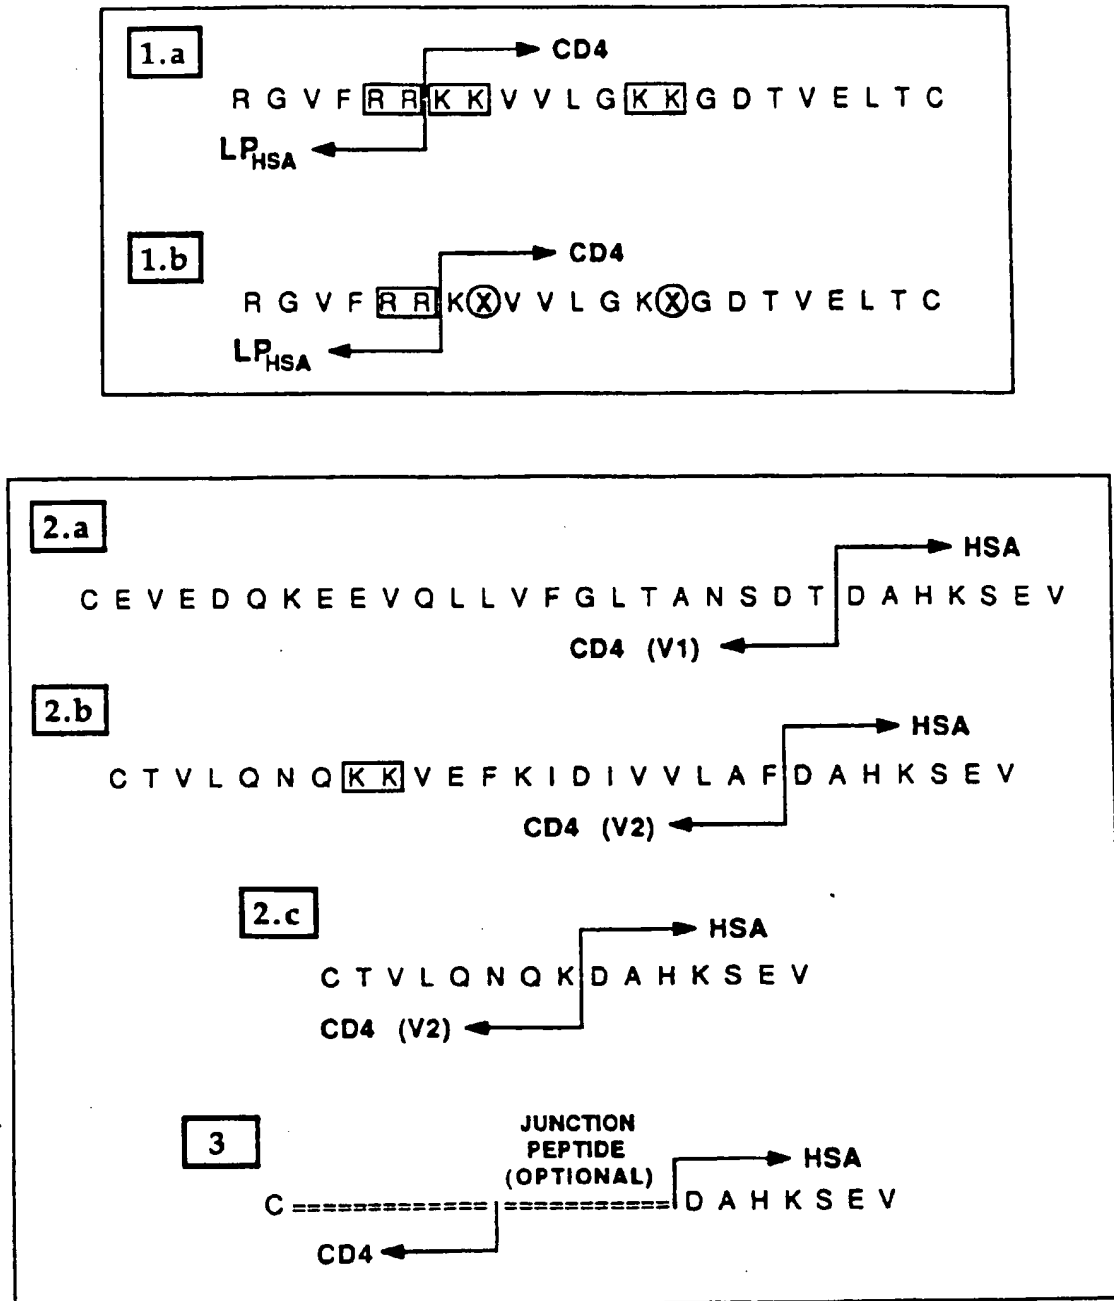 1.a
CD4
R G V F R R K K V V L G K K G D T V E L T C
LPHSA
1.b
CD4
R G V F R R K X V V L G K X G D T V E L T C
LPHSA
2.a
HSA
C E V E D Q K E E V Q L L V F G L T A N S D T D A H K S E V
CD4 (V1)
2.b
HSA
C T V L Q N Q K K V E F K I D I V V L A F D A H K S E V
CD4 (V2)
2.c
HSA
C T V L Q N Q K D A H K S E V
CD4 (V2)
3
JUNCTION
PEPTIDE
(OPTIONAL)
HSA
C ============= =========== D A H K S E V
CD4